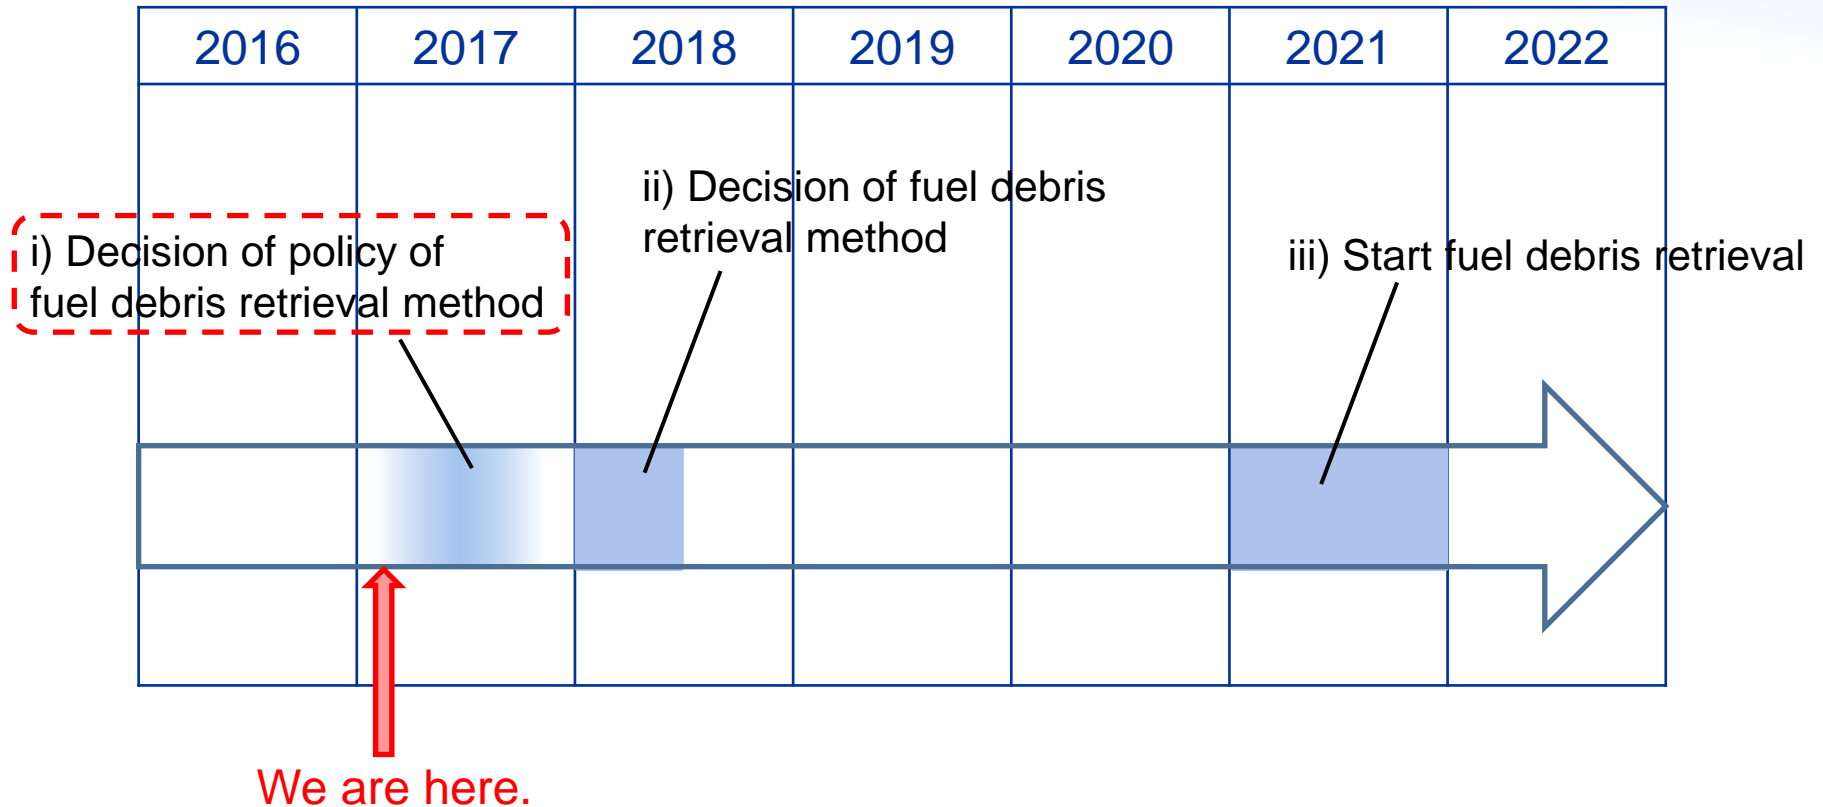 2016 2017 2018 2019 2020 2021 2022
ii) Decision of fuel debris
retrieval method
i) Decision of policy of
fuel debris retrieval method
iii) Start fuel debris retrieval
We are here.